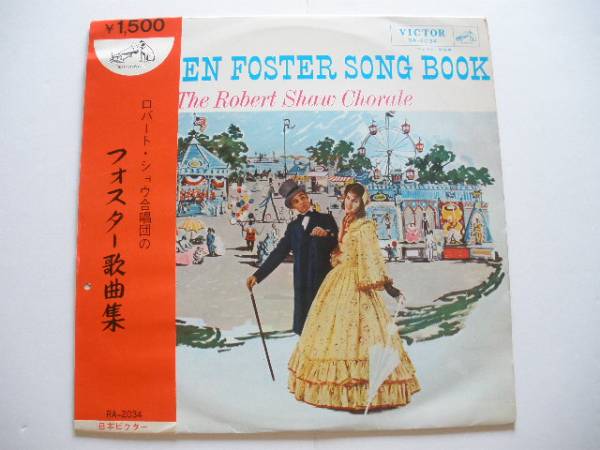 ¥1,500
ロバート・ショウ合唱団の
フォスター歌曲集
RA-2034
日本ビクター
VICTOR
RA-2034
EN FOSTER SONG BOOK
The Robert Shaw Chorale